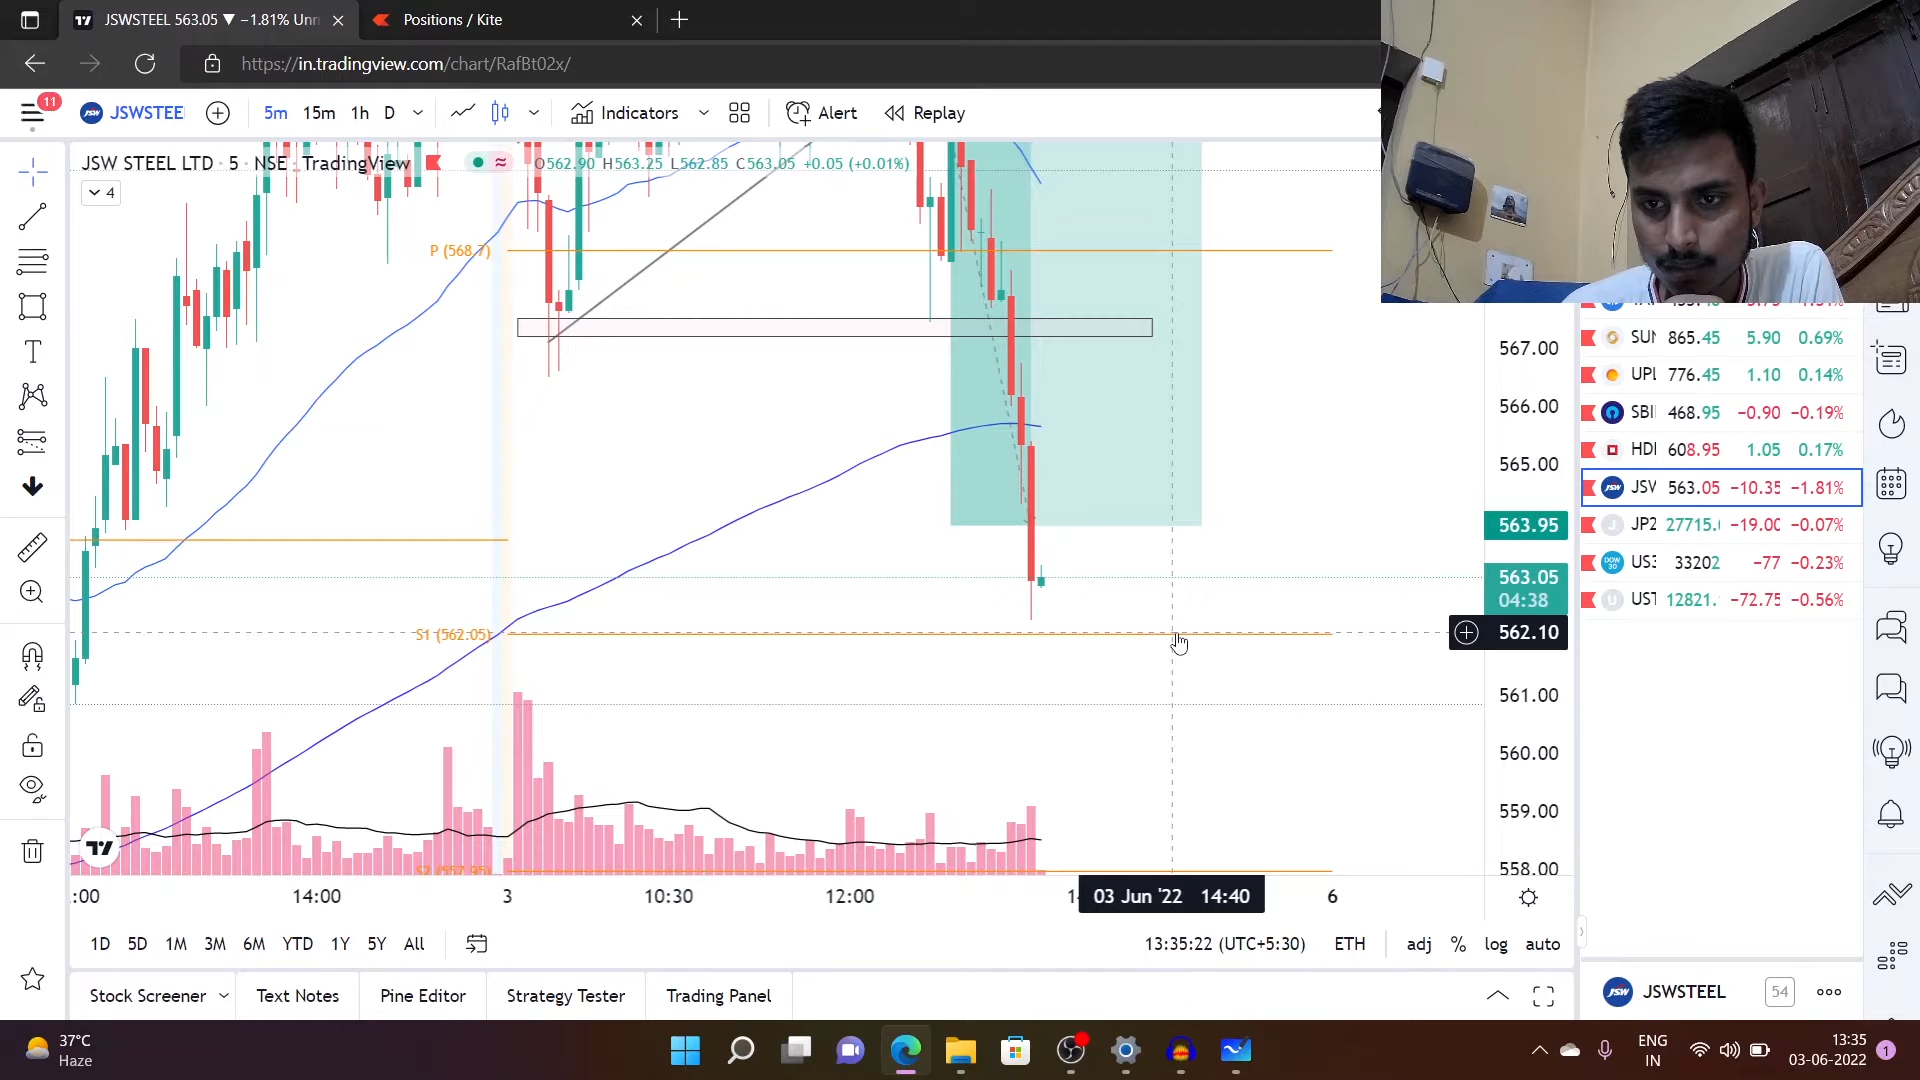 JSWSTEEL 563.05 ▼ −1.81% Unn
Positions / Kite
https://in.tradingview.com/chart/RafBt02x/
11
JSWSTEE
5m 15m 1h D
Indicators
Alert
Replay
JSW STEEL LTD · 5 · NSE · TradingView
O562.90 H563.25 L562.85 C563.05 +0.05 (+0.01%)
4
P (568.7)
S1 (562.05)
S2 (557.95)
567.00
566.00
565.00
563.95
563.05
04:38
562.10
561.00
560.00
559.00
558.00
SUN 865.45 5.90 0.69%
UPL 776.45 1.10 0.14%
SBI 468.95 −0.90 −0.19%
HDI 608.95 1.05 0.17%
JSW 563.05 −10.35 −1.81%
JP2 27715. −19.00 −0.07%
US3 33202 −77 −0.23%
UST 12821. −72.75 −0.56%
:00 14:00 3 10:30 12:00 03 Jun '22 14:40 6
1D 5D 1M 3M 6M YTD 1Y 5Y All
13:35:22 (UTC+5:30) ETH adj % log auto
Stock Screener
Text Notes
Pine Editor
Strategy Tester
Trading Panel
JSW JSWSTEEL 54
37°C
Haze
ENG
IN
13:35
03-06-2022
1